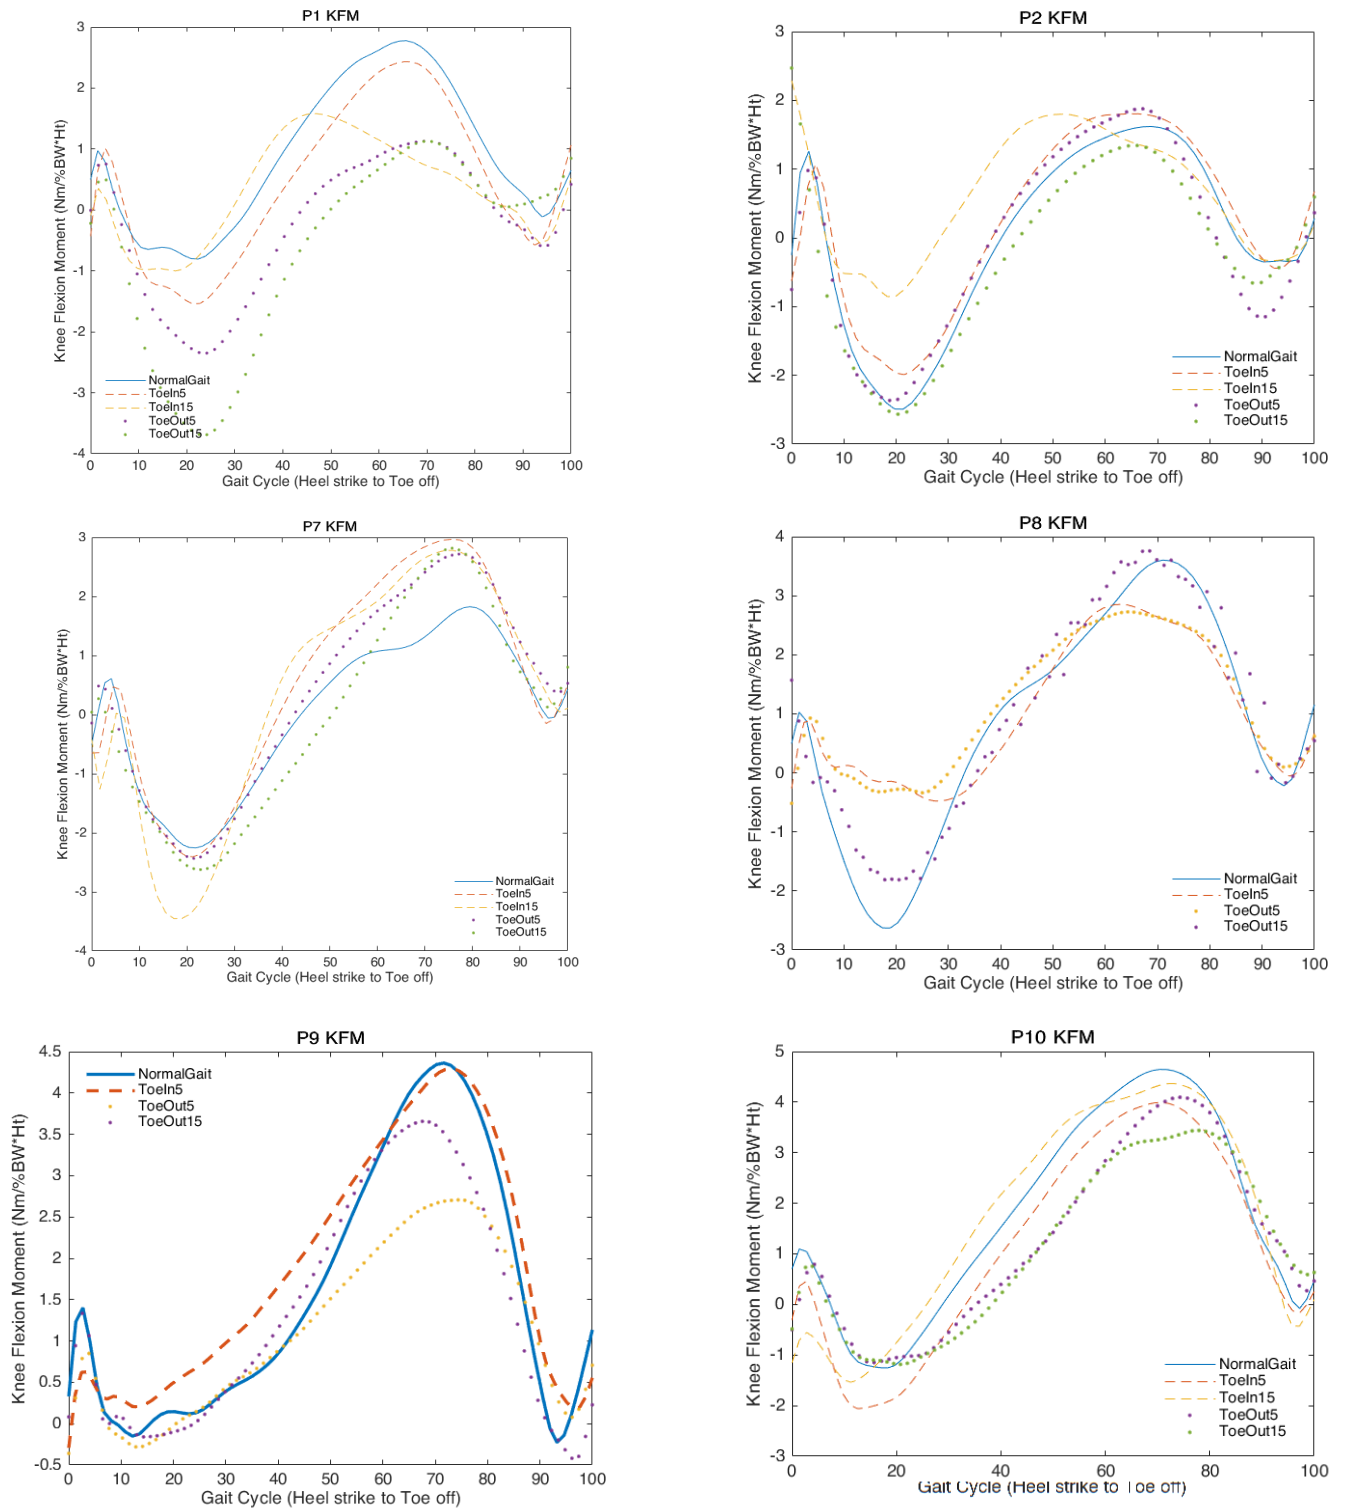 P1 KFM
3
2
1
0
-1
-2
-3
-4
Knee Flexion Moment (Nm/%BW*Ht)
NormalGait
ToeIn5
ToeIn15
ToeOut5
ToeOut15
0 10 20 30 40 50 60 70 80 90 100
Gait Cycle (Heel strike to Toe off)
P2 KFM
3
2
1
0
-1
-2
-3
Knee Flexion Moment (Nm/%BW*Ht)
NormalGait
ToeIn5
ToeIn15
ToeOut5
ToeOut15
0 10 20 30 40 50 60 70 80 90 100
Gait Cycle (Heel strike to Toe off)
P7 KFM
3
2
1
0
-1
-2
-3
-4
Knee Flexion Moment (Nm/%BW*Ht)
NormalGait
ToeIn5
ToeIn15
ToeOut5
ToeOut15
0 10 20 30 40 50 60 70 80 90 100
Gait Cycle (Heel strike to Toe off)
P8 KFM
4
3
2
1
0
-1
-2
-3
Knee Flexion Moment (Nm/%BW*Ht)
NormalGait
ToeIn5
ToeOut5
ToeOut15
0 10 20 30 40 50 60 70 80 90 100
Gait Cycle (Heel strike to Toe off)
P9 KFM
4.5
4
3.5
3
2.5
2
1.5
1
0.5
0
-0.5
Knee Flexion Moment (Nm/%BW*Ht)
NormalGait
ToeIn5
ToeOut5
ToeOut15
0 10 20 30 40 50 60 70 80 90 100
Gait Cycle (Heel strike to Toe off)
P10 KFM
5
4
3
2
1
0
-1
-2
-3
Knee Flexion Moment (Nm/%BW*Ht)
NormalGait
ToeIn5
ToeIn15
ToeOut5
ToeOut15
0 20 40 60 80 100
Gait Cycle (Heel strike to Toe off)